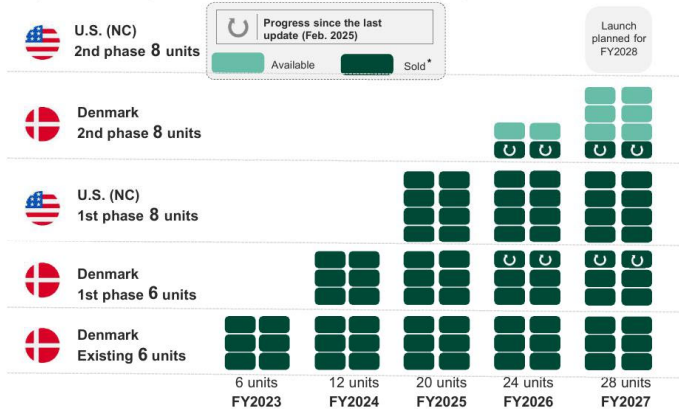 U.S. (NC)
2nd phase 8 units
Progress since the last
update (Feb. 2025)
Available
Sold*
Launch
planned for
FY2028
Denmark
2nd phase 8 units
U.S. (NC)
1st phase 8 units
Denmark
1st phase 6 units
Denmark
Existing 6 units
6 units
12 units
20 units
24 units
28 units
FY2023
FY2024
FY2025
FY2026
FY2027